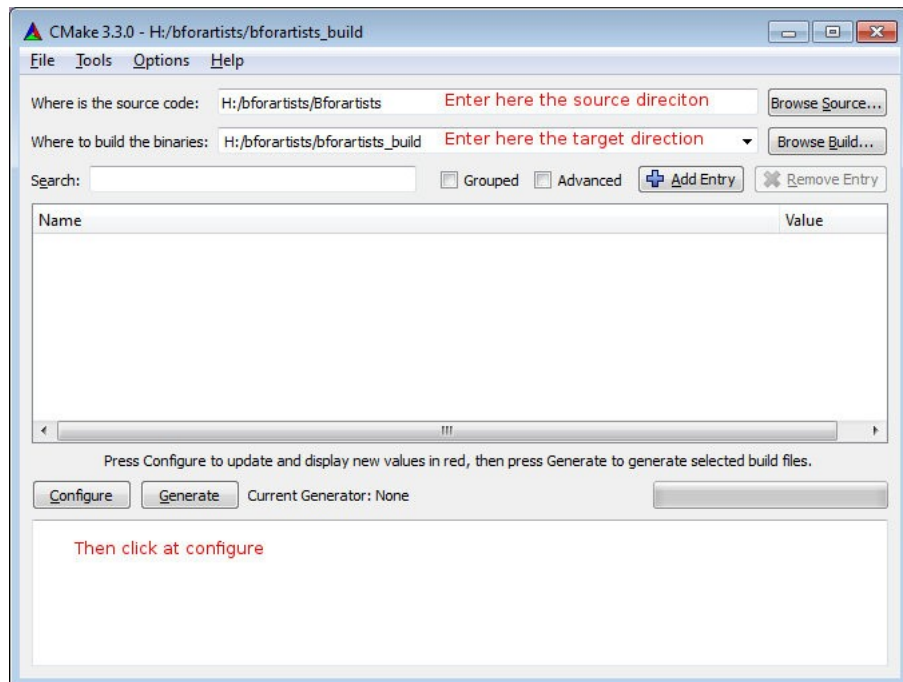 CMake 3.3.0 - H:/bforartists/bforartists_build
File Tools Options Help
Where is the source code: H:/bforartists/Bforartists Enter here the source direciton Browse Source...
Where to build the binaries: H:/bforartists/bforartists_build Enter here the target direction Browse Build...
Search: Grouped Advanced Add Entry Remove Entry
Name Value
Press Configure to update and display new values in red, then press Generate to generate selected build files.
Configure Generate Current Generator: None
Then click at configure